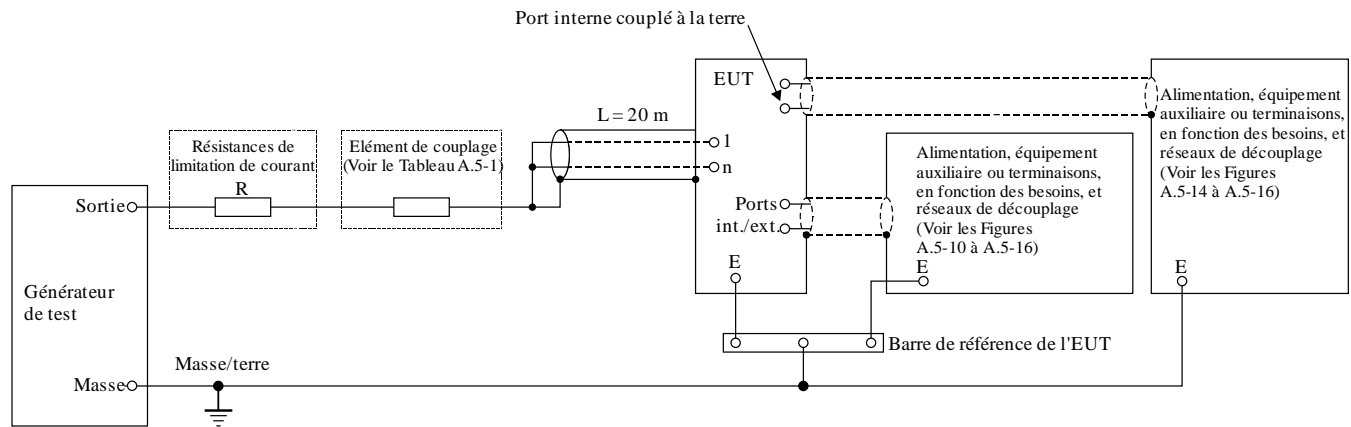 Port interne couplé à la terre
EUT
L = 20 m
1
n
Résistances de
limitation de courant
R
Elément de couplage
(Voir le Tableau A.5-1)
Sortie
Générateur
de test
Masse
Masse/terre
Ports
int./ext.
E
Alimentation, équipement
auxiliaire ou terminaisons,
en fonction des besoins, et
réseaux de découplage
(Voir les Figures
A.5-10 à A.5-16)
E
Alimentation, équipement
auxiliaire ou terminaisons,
en fonction des besoins, et
réseaux de découplage
(Voir les Figures
A.5-14 à A.5-16)
E
Barre de référence de l'EUT